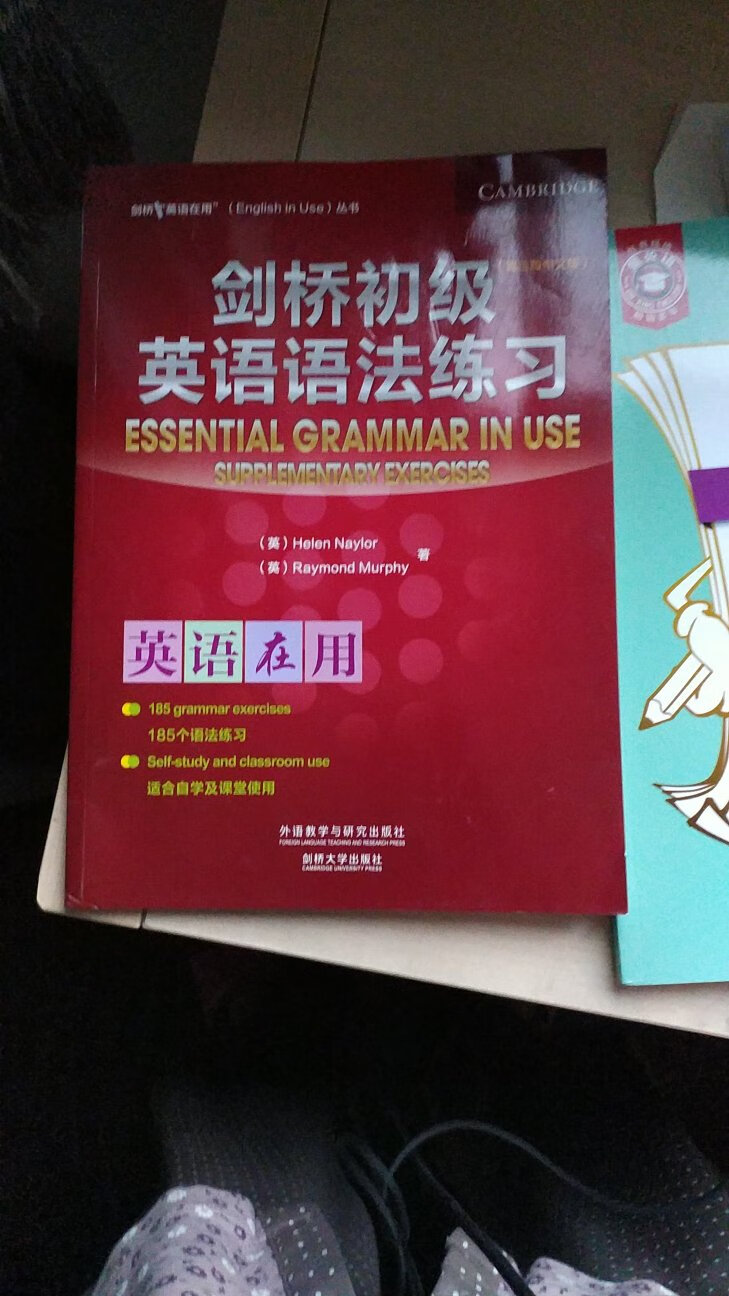 剑桥“英语在用”（English in Use）丛书
CAMBRIDGE
剑桥初级
英语语法练习
ESSENTIAL GRAMMAR IN USE
SUPPLEMENTARY EXERCISES
（英）Helen Naylor
（英）Raymond Murphy
著
英语在用
185 grammar exercises
185个语法练习
Self-study and classroom use
适合自学及课堂使用
外语教学与研究出版社
FOREIGN LANGUAGE TEACHING AND RESEARCH PRESS
剑桥大学出版社
CAMBRIDGE UNIVERSITY PRESS